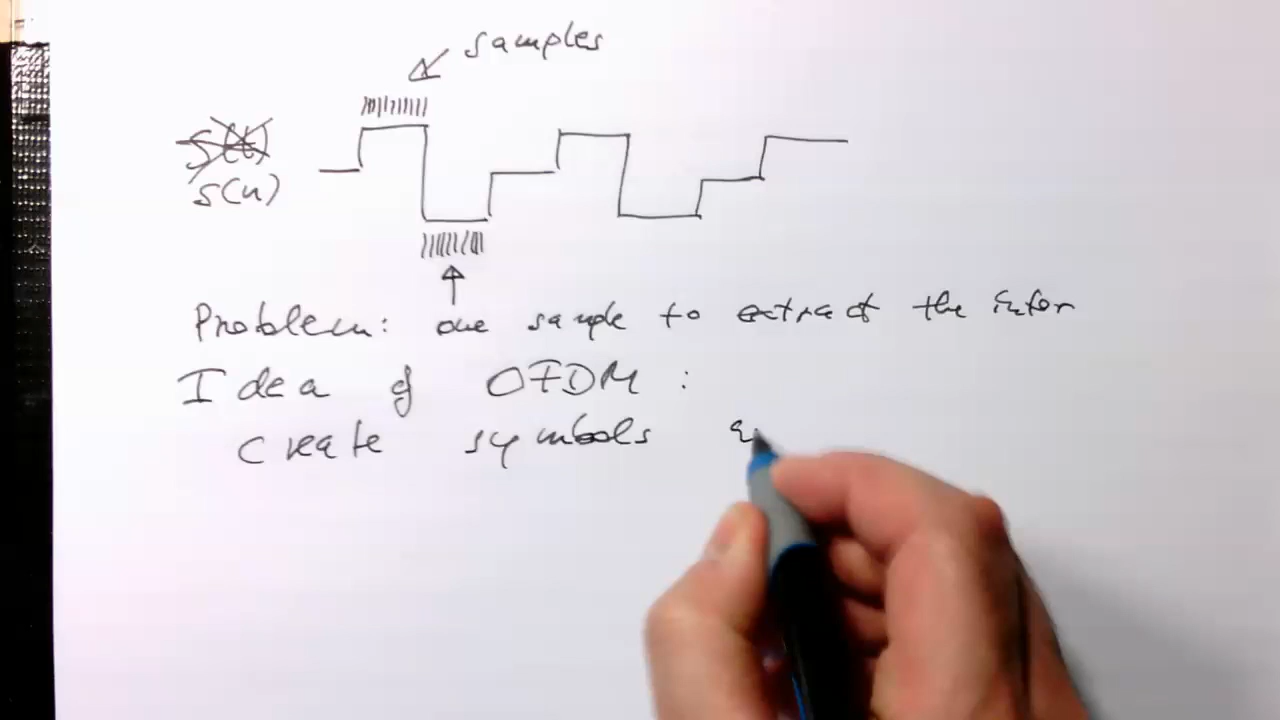 samples
s(t)
s(n)
Problem: one sample to extract the infor
Idea of OFDM :
create symbols